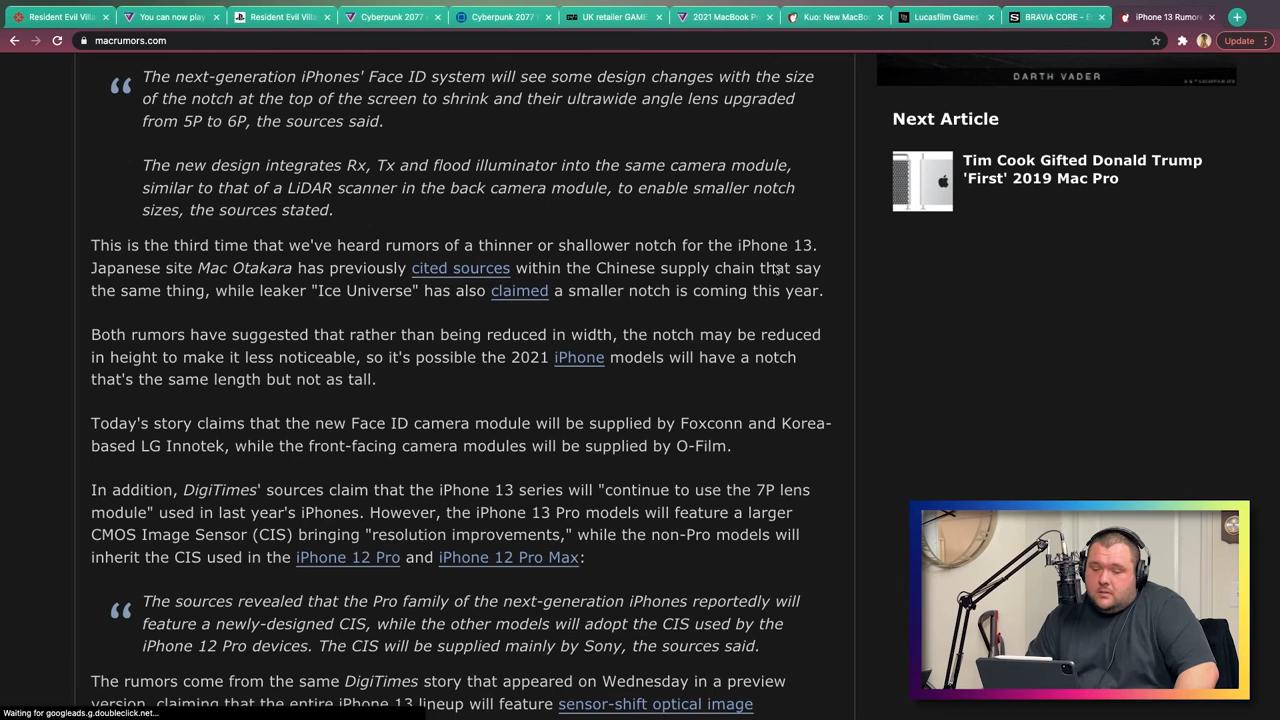 Resident Evil Villa
You can now play
Resident Evil Villa
Cyberpunk 2077
Cyberpunk 2077
UK retailer GAME
2021 MacBook Pro
Kuo: New MacBo
Lucasfilm Games
BRAVIA CORE -
iPhone 13 Rumor
macrumors.com
Update
The next-generation iPhones' Face ID system will see some design changes with the size
of the notch at the top of the screen to shrink and their ultrawide angle lens upgraded
from 5P to 6P, the sources said.
The new design integrates Rx, Tx and flood illuminator into the same camera module,
similar to that of a LiDAR scanner in the back camera module, to enable smaller notch
sizes, the sources stated.
This is the third time that we've heard rumors of a thinner or shallower notch for the iPhone 13.
Japanese site Mac Otakara has previously cited sources within the Chinese supply chain that say
the same thing, while leaker "Ice Universe" has also claimed a smaller notch is coming this year.
Both rumors have suggested that rather than being reduced in width, the notch may be reduced
in height to make it less noticeable, so it's possible the 2021 iPhone models will have a notch
that's the same length but not as tall.
Today's story claims that the new Face ID camera module will be supplied by Foxconn and Korea-
based LG Innotek, while the front-facing camera modules will be supplied by O-Film.
In addition, DigiTimes' sources claim that the iPhone 13 series will "continue to use the 7P lens
module" used in last year's iPhones. However, the iPhone 13 Pro models will feature a larger
CMOS Image Sensor (CIS) bringing "resolution improvements," while the non-Pro models will
inherit the CIS used in the iPhone 12 Pro and iPhone 12 Pro Max:
The sources revealed that the Pro family of the next-generation iPhones reportedly will
feature a newly-designed CIS, while the other models will adopt the CIS used by the
iPhone 12 Pro devices. The CIS will be supplied mainly by Sony, the sources said.
The rumors come from the same DigiTimes story that appeared on Wednesday in a preview
version, claiming that the entire iPhone 13 lineup will feature sensor-shift optical image
Waiting for googleads.g.doubleclick.net...
DARTH VADER
Next Article
Tim Cook Gifted Donald Trump
'First' 2019 Mac Pro